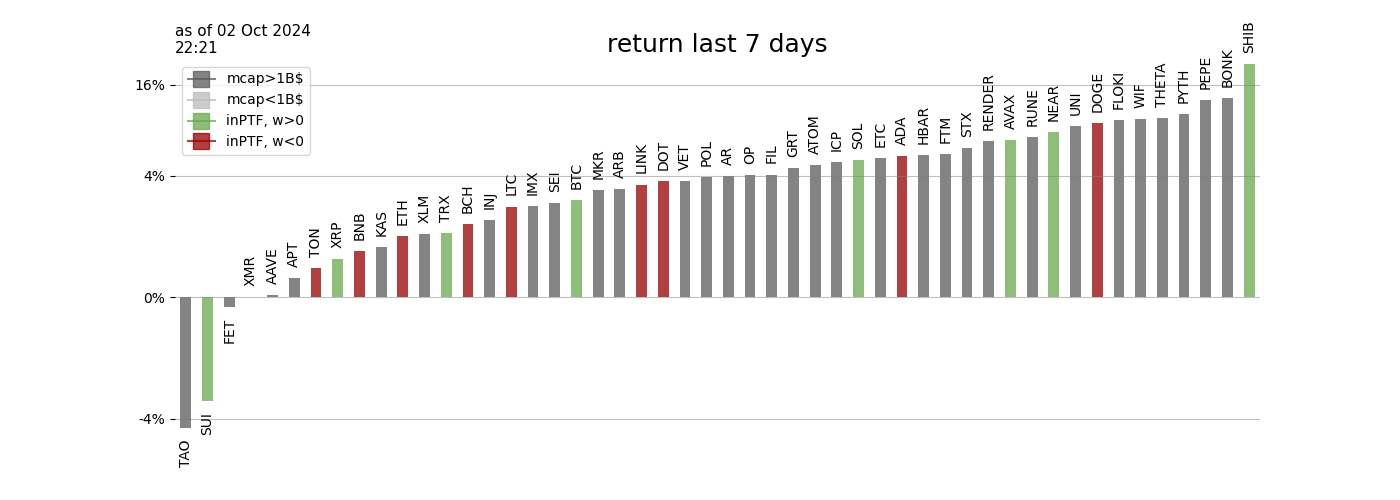 as of 02 Oct 2024
22:21
return last 7 days
mcap>1B$
mcap<1B$
inPTF, w>0
inPTF, w<0
16%
4%
0%
-4%
TAO
SUI
FET
XMR
AAVE
APT
TON
XRP
BNB
KAS
ETH
XLM
TRX
BCH
INJ
LTC
IMX
SEI
BTC
MKR
ARB
LINK
DOT
VET
POL
AR
OP
FIL
GRT
ATOM
ICP
SOL
ETC
ADA
HBAR
FTM
STX
RENDER
AVAX
RUNE
NEAR
UNI
DOGE
FLOKI
WIF
THETA
PYTH
PEPE
BONK
SHIB